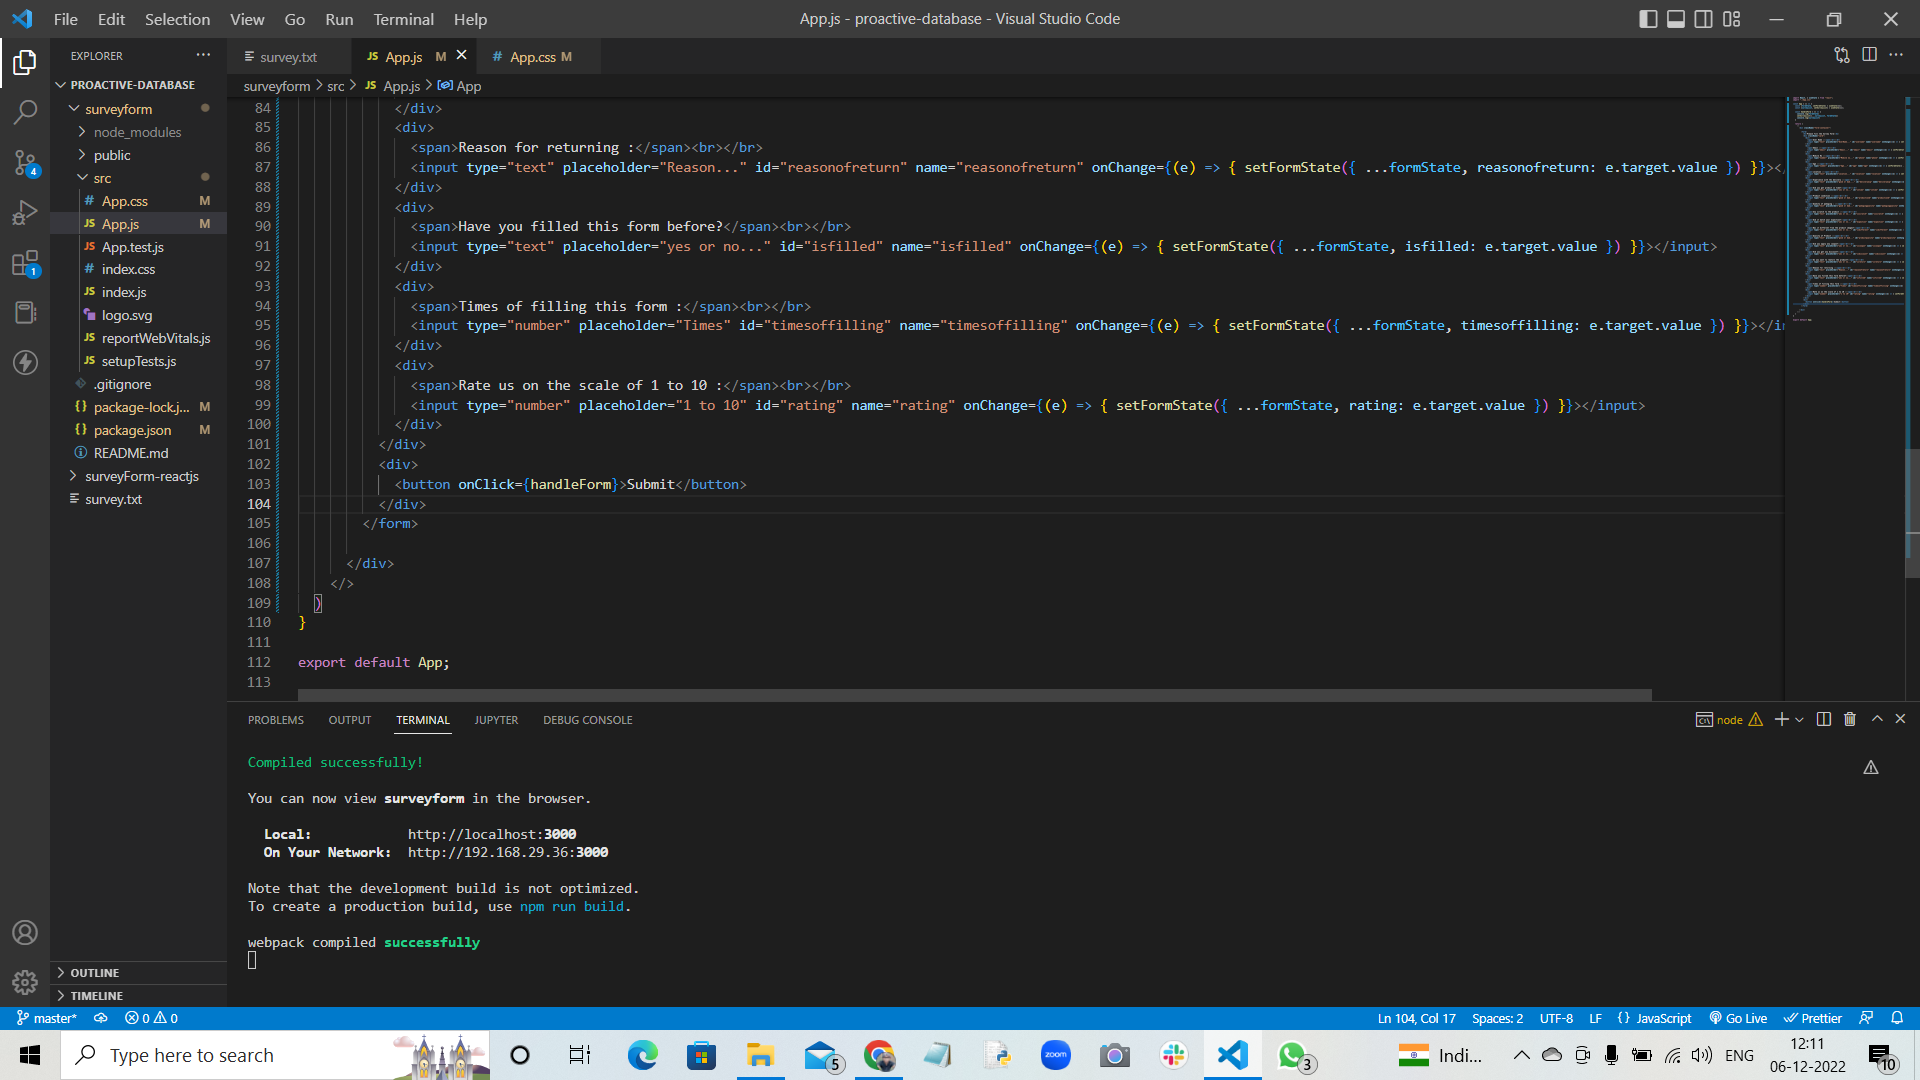 File Edit Selection View Go Run Terminal Help
App.js - proactive-database - Visual Studio Code
EXPLORER
survey.txt
JS App.js M
# App.css M
PROACTIVE-DATABASE
surveyform > src > JS App.js > App
surveyform
node_modules
public
src
# App.css M
JS App.js M
JS App.test.js
# index.css
JS index.js
logo.svg
JS reportWebVitals.js
JS setupTests.js
.gitignore
{} package-lock.j... M
{} package.json M
README.md
surveyForm-reactjs
survey.txt
OUTLINE
TIMELINE
4
1
84 </div>
85 <div>
86 <span>Reason for returning :</span><br></br>
87 <input type="text" placeholder="Reason..." id="reasonofreturn" name="reasonofreturn" onChange={(e) => { setFormState({ ...formState, reasonofreturn: e.target.value }) }}></
88 </div>
89 <div>
90 <span>Have you filled this form before?</span><br></br>
91 <input type="text" placeholder="yes or no..." id="isfilled" name="isfilled" onChange={(e) => { setFormState({ ...formState, isfilled: e.target.value }) }}></input>
92 </div>
93 <div>
94 <span>Times of filling this form :</span><br></br>
95 <input type="number" placeholder="Times" id="timesoffilling" name="timesoffilling" onChange={(e) => { setFormState({ ...formState, timesoffilling: e.target.value }) }}></in
96 </div>
97 <div>
98 <span>Rate us on the scale of 1 to 10 :</span><br></br>
99 <input type="number" placeholder="1 to 10" id="rating" name="rating" onChange={(e) => { setFormState({ ...formState, rating: e.target.value }) }}></input>
100 </div>
101 </div>
102 <div>
103 <button onClick={handleForm}>Submit</button>
104 </div>
105 </form>
106
107 </div>
108 </>
109 )
110 }
111
112 export default App;
113
PROBLEMS OUTPUT TERMINAL JUPYTER DEBUG CONSOLE
node
Compiled successfully!
You can now view surveyform in the browser.
Local: http://localhost:3000
On Your Network: http://192.168.29.36:3000
Note that the development build is not optimized.
To create a production build, use npm run build.
webpack compiled successfully
master* 0 0
Ln 104, Col 17 Spaces: 2 UTF-8 LF {} JavaScript Go Live Prettier
Type here to search
5
zoom
3
Indi...
ENG
12:11
06-12-2022
10